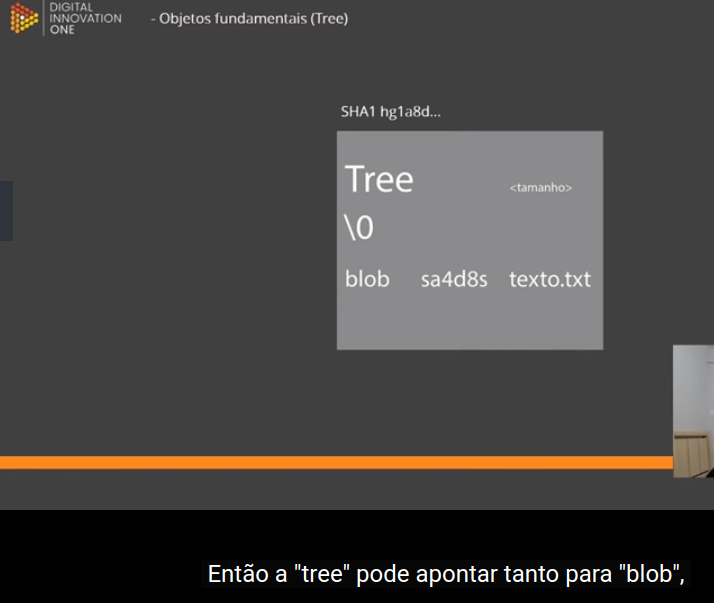 DIGITAL
INNOVATION
ONE
- Objetos fundamentais (Tree)
SHA1 hg1a8d...
Tree <tamanho>
\0
blob sa4d8s texto.txt
Então a "tree" pode apontar tanto para "blob",